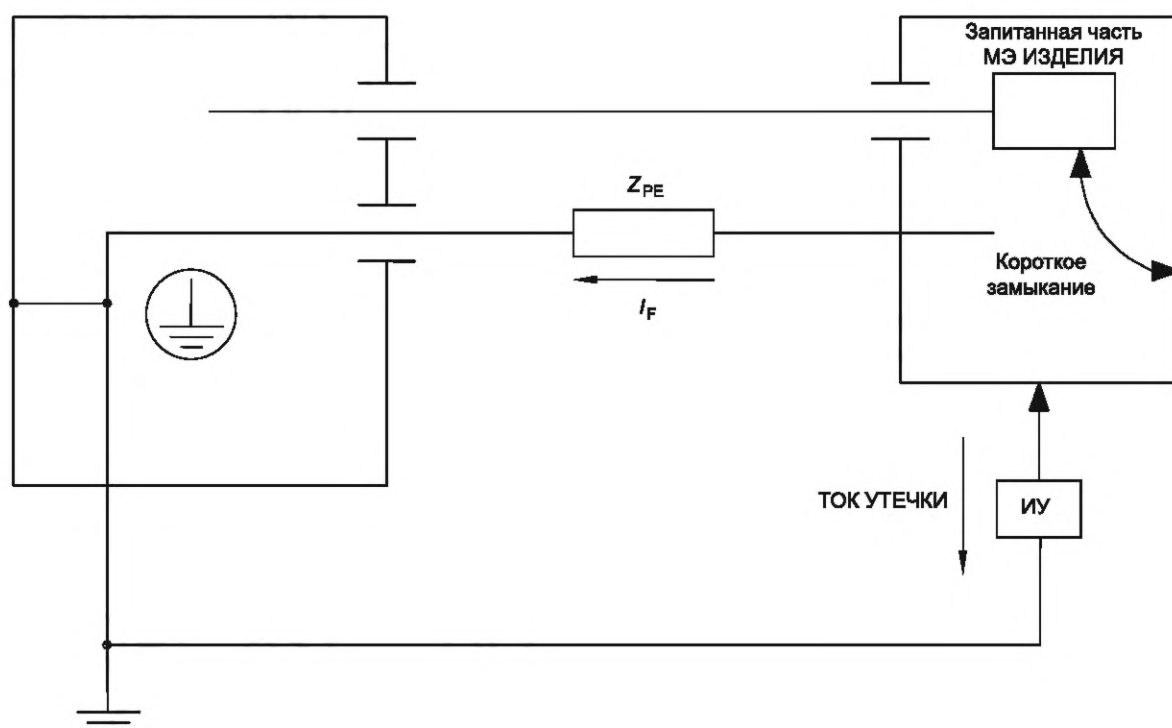 Запитанная часть
МЭ ИЗДЕЛИЯ
Z_PE
I_F
Короткое
замыкание
ТОК УТЕЧКИ
ИУ